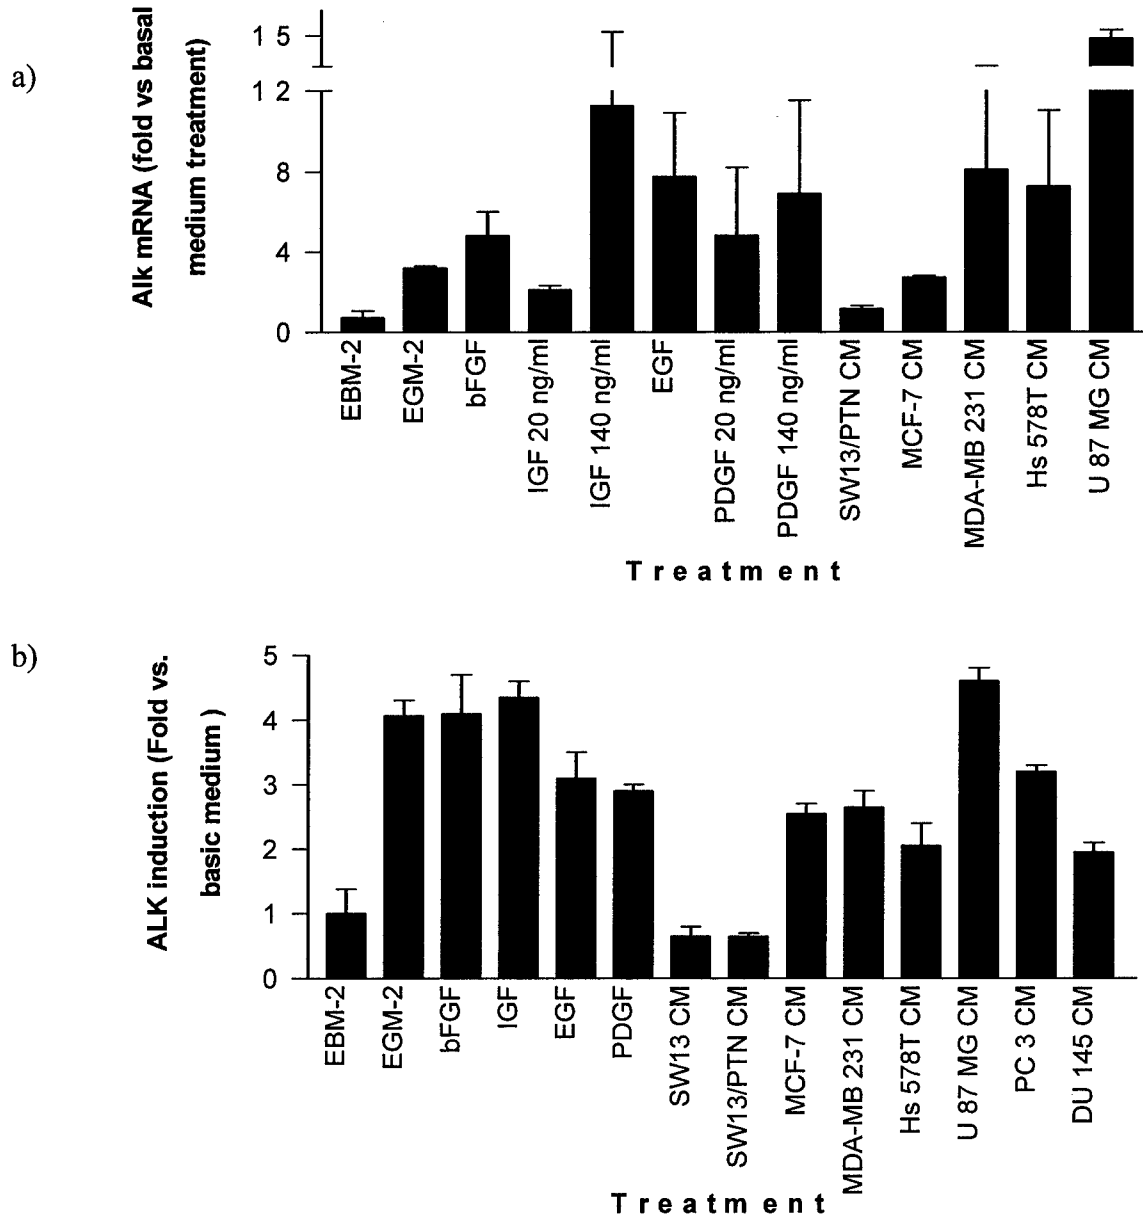 a)
Alk mRNA (fold vs basal
medium treatment)
15
12
8
4
0
EBM-2
EGM-2
bFGF
IGF 20 ng/ml
IGF 140 ng/ml
EGF
PDGF 20 ng/ml
PDGF 140 ng/ml
SW13/PTN CM
MCF-7 CM
MDA-MB 231 CM
Hs 578T CM
U 87 MG CM
Treatment
b)
ALK induction (Fold vs.
basic medium )
5
4
3
2
1
0
EBM-2
EGM-2
bFGF
IGF
EGF
PDGF
SW13 CM
SW13/PTN CM
MCF-7 CM
MDA-MB 231 CM
Hs 578T CM
U 87 MG CM
PC 3 CM
DU 145 CM
Treatment